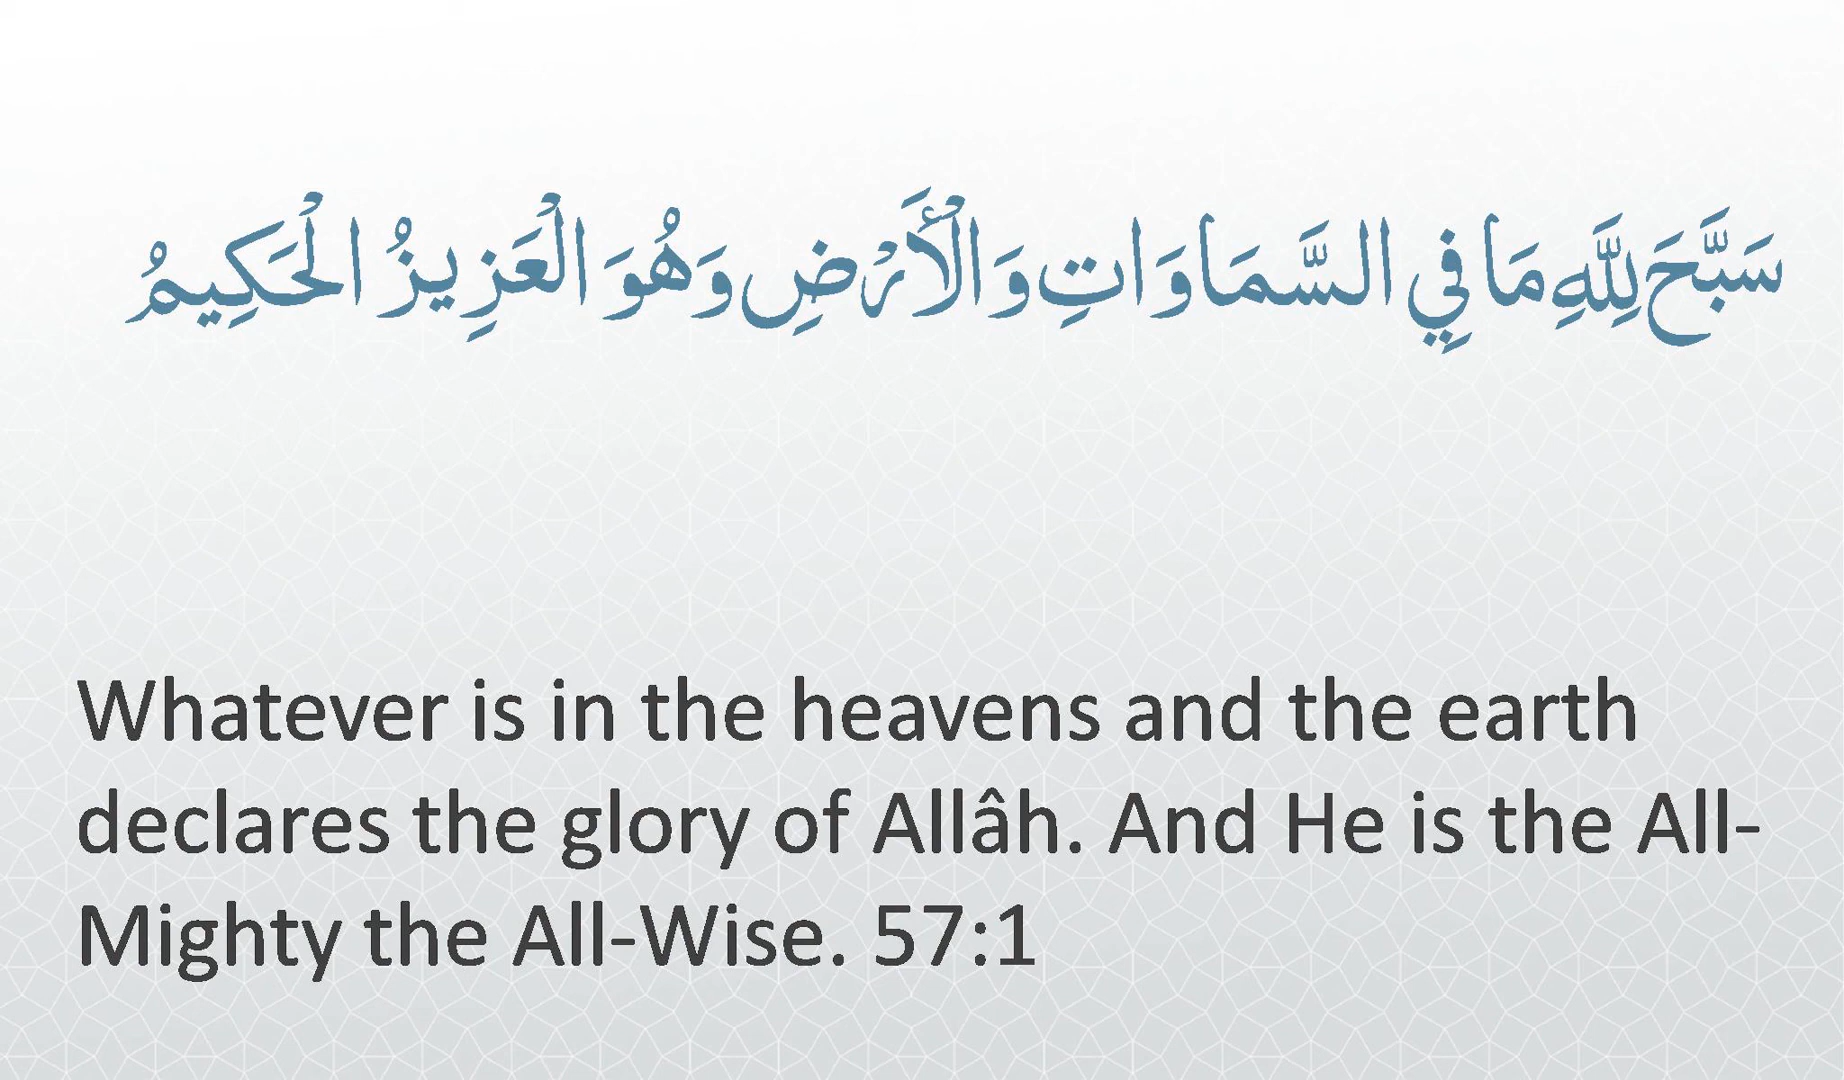 سَبَّحَ لِلَّهِ مَا فِي السَّمَاوَاتِ وَالْأَرْضِ وَهُوَ الْعَزِيزُ الْحَكِيمُ
Whatever is in the heavens and the earth
declares the glory of Allâh. And He is the All-
Mighty the All-Wise. 57:1